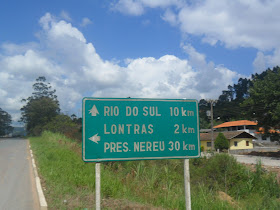 RIO DO SUL 10 km
LONTRAS 2 km
PRES. NEREU 30 km